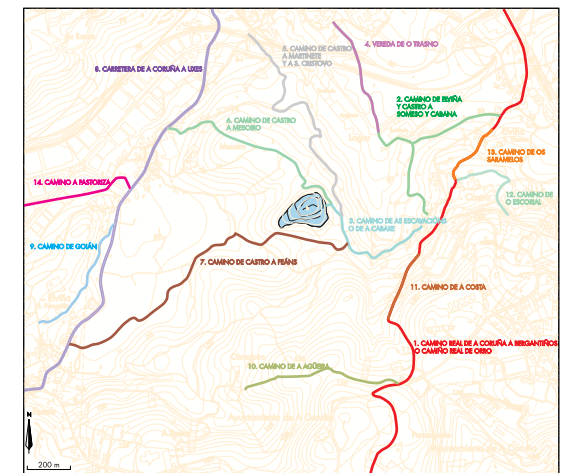 5. CAMINO DE CASTRO
A MARTINETE
Y A S. CRISTOVO
4. VEREDA DE O TRASNO
8. CARRETERA DE A CORUÑA A UXES
2. CAMINO DE ELVIÑA
Y CASTRO A
SOMESO Y CABANA
6. CAMINO DE CASTRO
A MESOIRO
13. CAMINO DE OS
SARAMELOS
14. CAMINO A PASTORIZA
12. CAMINO DE
O ESCORIAL
3. CAMINO DE AS ESCAVACIÓNS
O DE A CABANE
9. CAMINO DE GOIÁN
7. CAMINO DE CASTRO A FEÁNS
11. CAMINO DE A COSTA
1. CAMINO REAL DE A CORUÑA A BERGANTIÑOS
O CAMIÑO REAL DE ORRO
10. CAMINO DE A AGÜEIRA
N
200 m